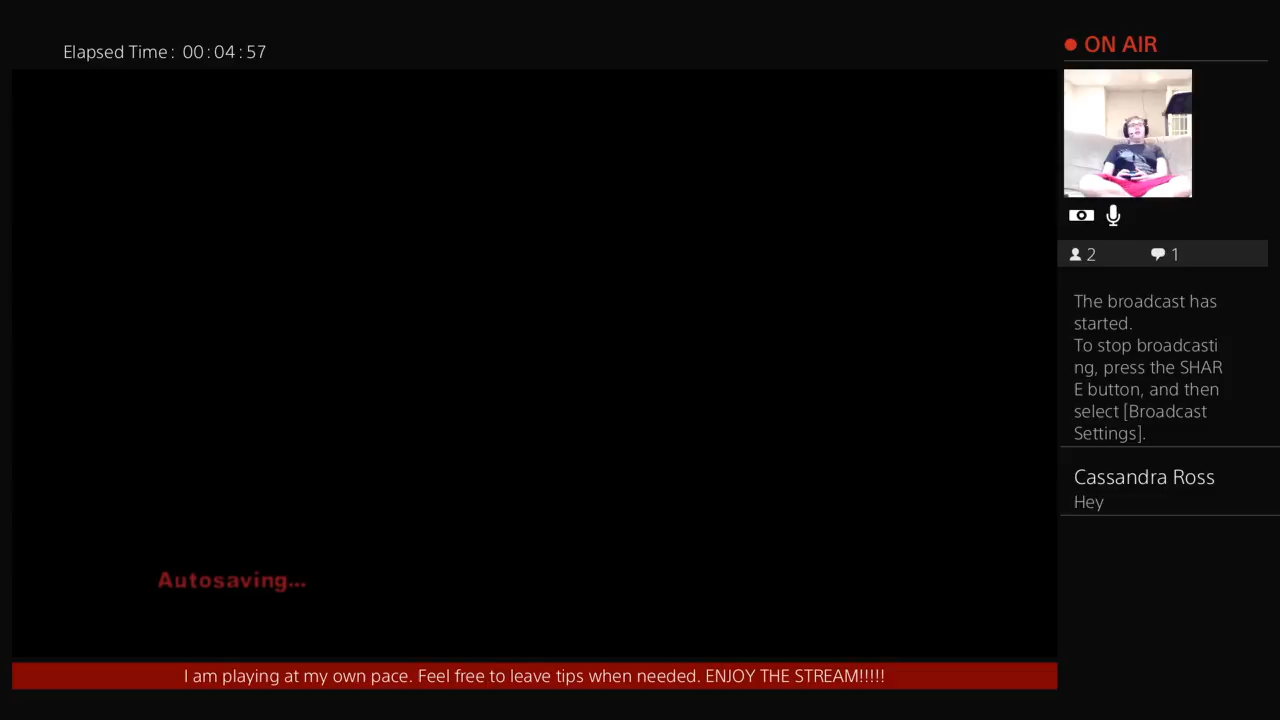 Elapsed Time: 00:04:57
ON AIR
2
1
The broadcast has
started.
To stop broadcasti
ng, press the SHAR
E button, and then
select [Broadcast
Settings].
Cassandra Ross
Hey
Autosaving...
I am playing at my own pace. Feel free to leave tips when needed. ENJOY THE STREAM!!!!!